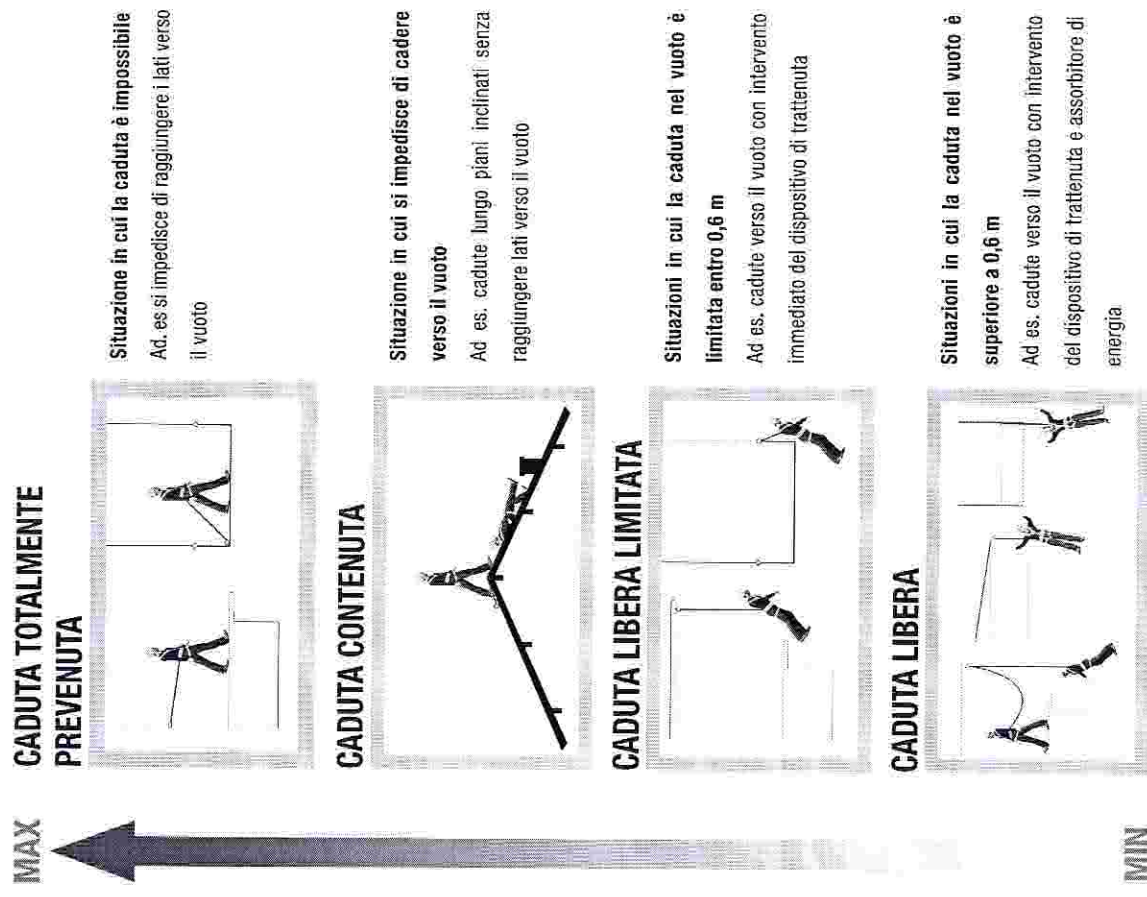 MAX
CADUTA TOTALMENTE
PREVENUTA
Situazione in cui la caduta è impossibile
Ad. es si impedisce di raggiungere i lati verso
il vuoto
CADUTA CONTENUTA
Situazione in cui si impedisce di cadere
verso il vuoto
Ad es. cadute lungo piani inclinati senza
raggiungere lati verso il vuoto
CADUTA LIBERA LIMITATA
Situazioni in cui la caduta nel vuoto è
limitata entro 0,6 m
Ad es. cadute verso il vuoto con intervento
immediato del dispositivo di trattenuta
CADUTA LIBERA
Situazioni in cui la caduta nel vuoto è
superiore a 0,6 m
Ad es. cadute verso il vuoto con intervento
del dispositivo di trattenuta e assorbitore di
energia
MIN